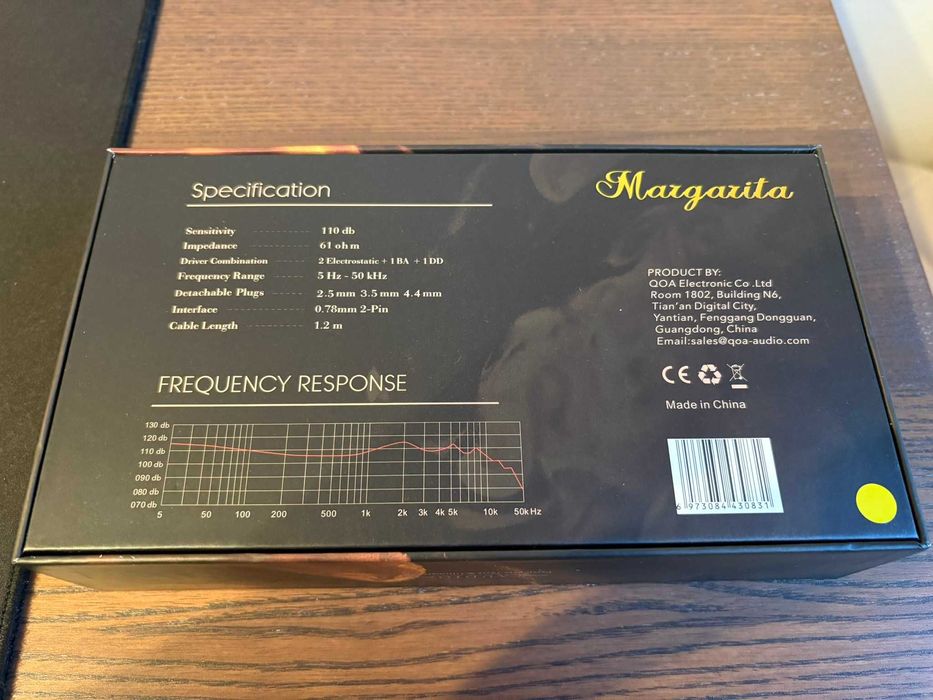 Specification
Sensitivity 110 db
Impedance 61 ohm
Driver Combination 2 Electrostatic + 1 BA + 1 DD
Frequency Range 5 Hz - 50 kHz
Detachable Plugs 2.5 mm 3.5 mm 4.4 mm
Interface 0.78mm 2-Pin
Cable Length 1.2 m
FREQUENCY RESPONSE
130 db
120 db
110 db
100 db
090 db
080 db
070 db
5 50 100 200 500 1k 2k 3k 4k 5k 10k 50k Hz
Margarita
PRODUCT BY:
QOA Electronic Co .Ltd
Room 1802, Building N6,
Tian'an Digital City,
Yantian, Fenggang Dongguan,
Guangdong, China
Email:sales@qoa-audio.com
CE
Made in China
6 973084 430831